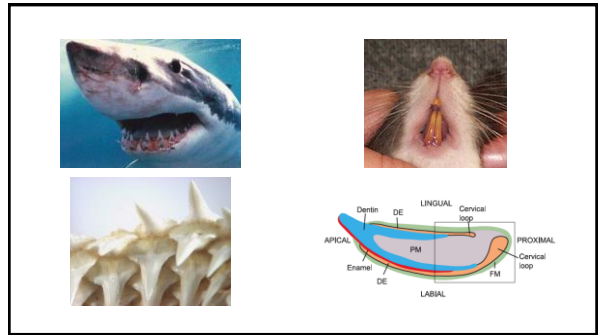 LINGUAL
Dentin
DE
Cervical
loop
APICAL
PM
PROXIMAL
Cervical
loop
Enamel
DE
FM
LABIAL